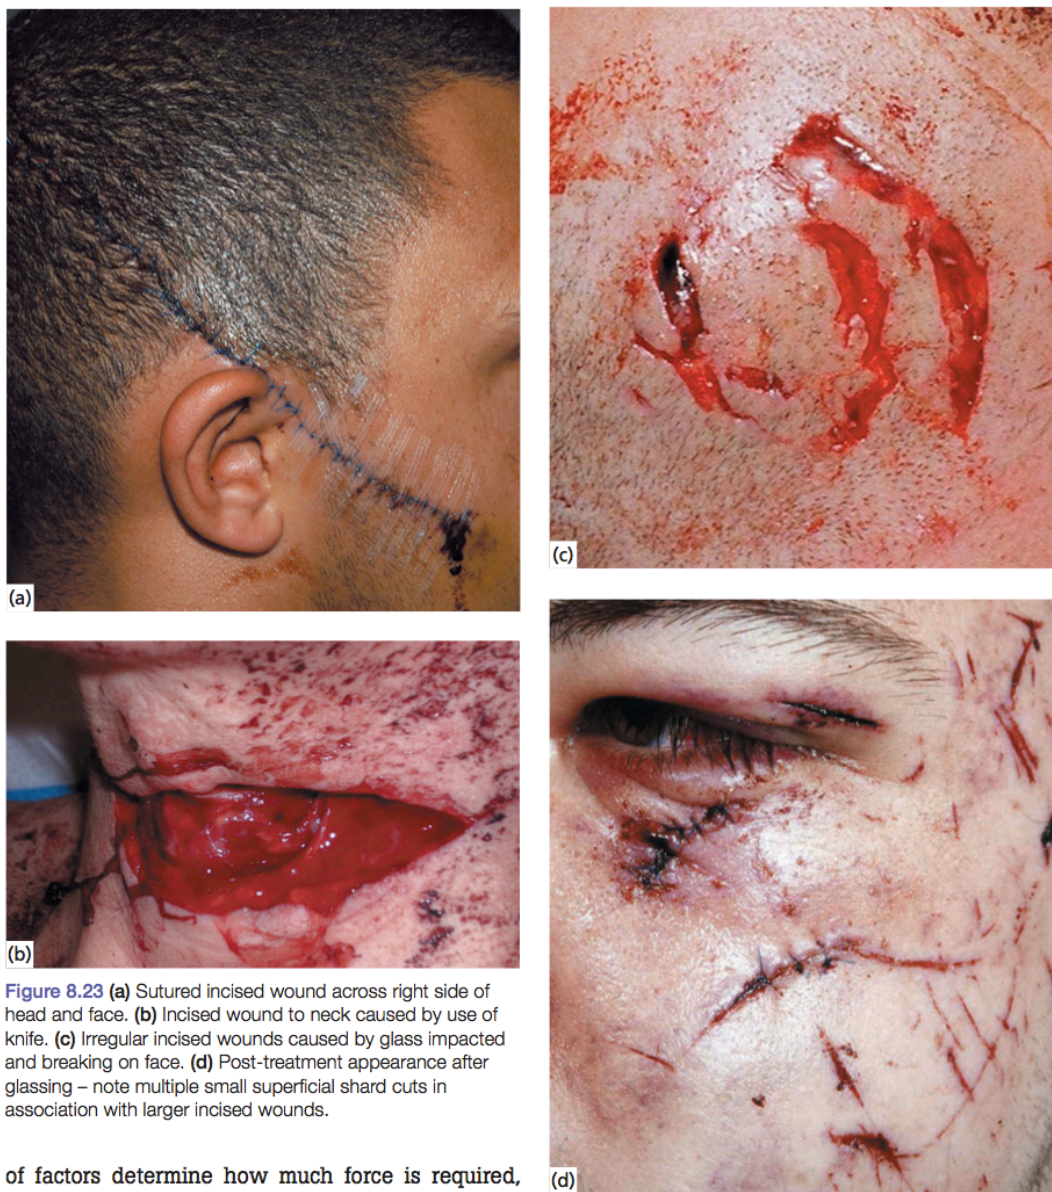 (a)
(c)
(b)
Figure 8.23 (a) Sutured incised wound across right side of
head and face. (b) Incised wound to neck caused by use of
knife. (c) Irregular incised wounds caused by glass impacted
and breaking on face. (d) Post-treatment appearance after
glassing – note multiple small superficial shard cuts in
association with larger incised wounds.
of factors determine how much force is required,
(d)